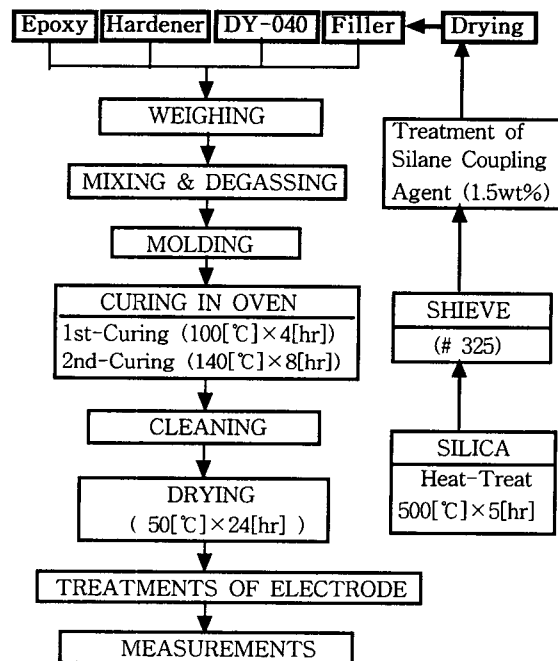 Epoxy Hardener DY-040 Filler Drying
WEIGHING
MIXING & DEGASSING
MOLDING
CURING IN OVEN
1st-Curing (100[℃]×4[hr])
2nd-Curing (140[℃]×8[hr])
CLEANING
DRYING
( 50[℃]×24[hr] )
TREATMENTS OF ELECTRODE
MEASUREMENTS
Treatment of
Silane Coupling
Agent (1.5wt%)
SHIEVE
(# 325)
SILICA
Heat-Treat
500[℃]×5[hr]